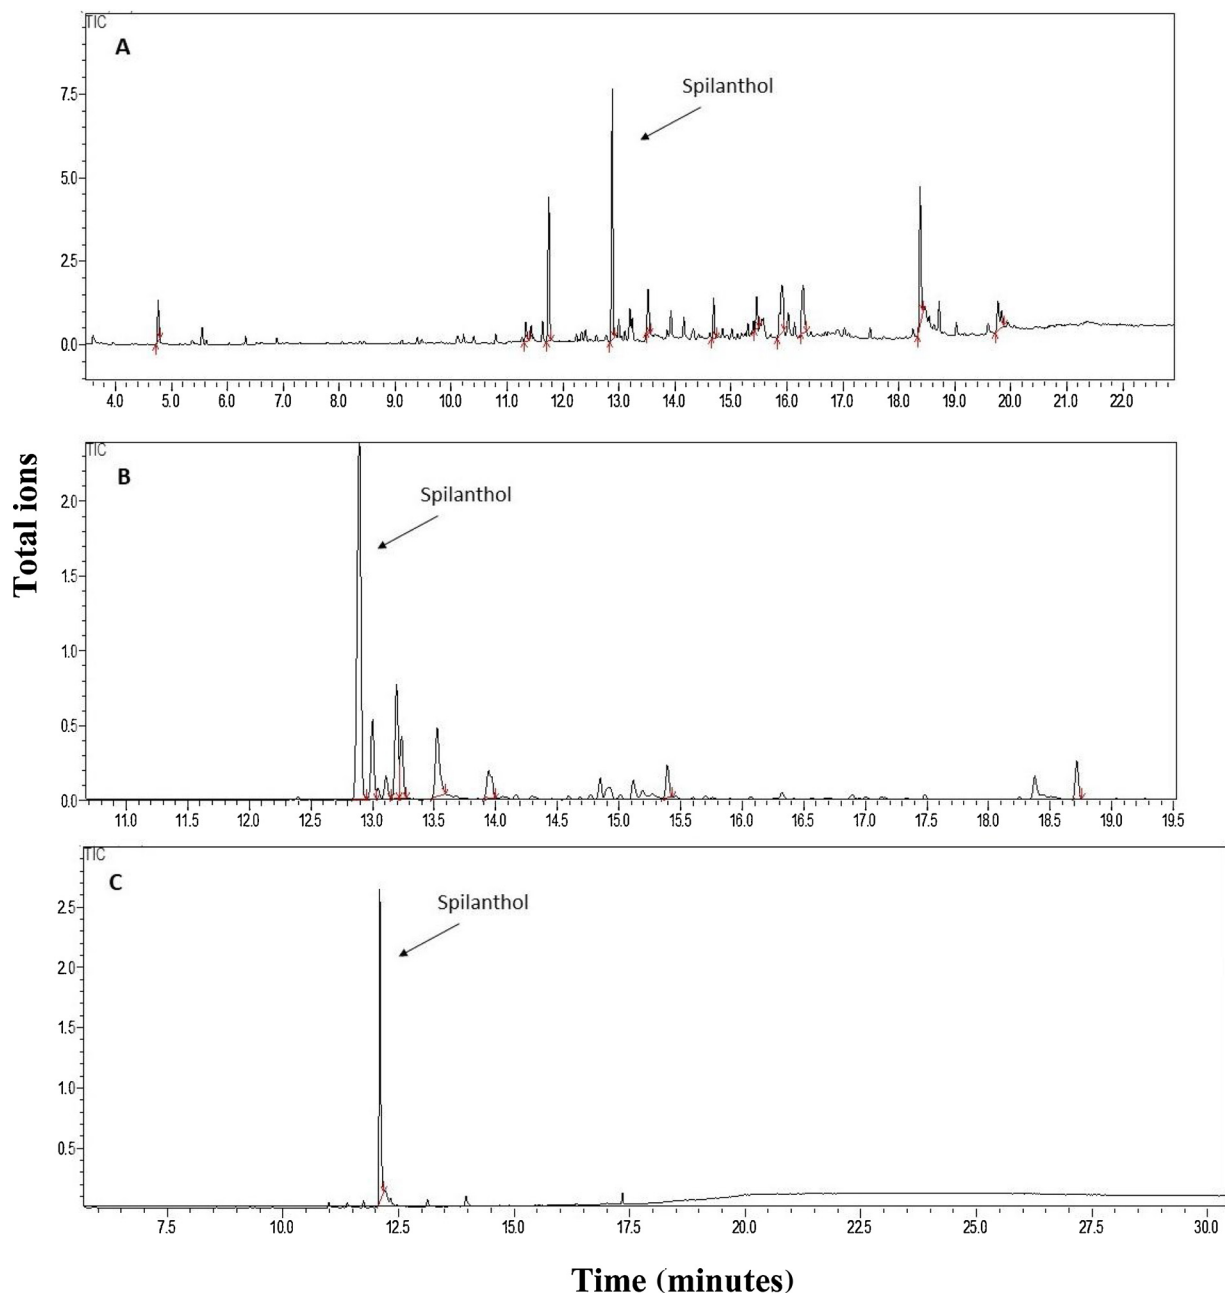 TIC
A
Spilanthol
7.5
5.0
2.5
0.0
4.0 5.0 6.0 7.0 8.0 9.0 10.0 11.0 12.0 13.0 14.0 15.0 16.0 17.0 18.0 19.0 20.0 21.0 22.0
Total ions
TIC
B
Spilanthol
2.0
1.5
1.0
0.5
0.0
11.0 11.5 12.0 12.5 13.0 13.5 14.0 14.5 15.0 15.5 16.0 16.5 17.0 17.5 18.0 18.5 19.0 19.5
TIC
C
Spilanthol
2.5
2.0
1.5
1.0
0.5
7.5 10.0 12.5 15.0 17.5 20.0 22.5 25.0 27.5 30.0
Time (minutes)